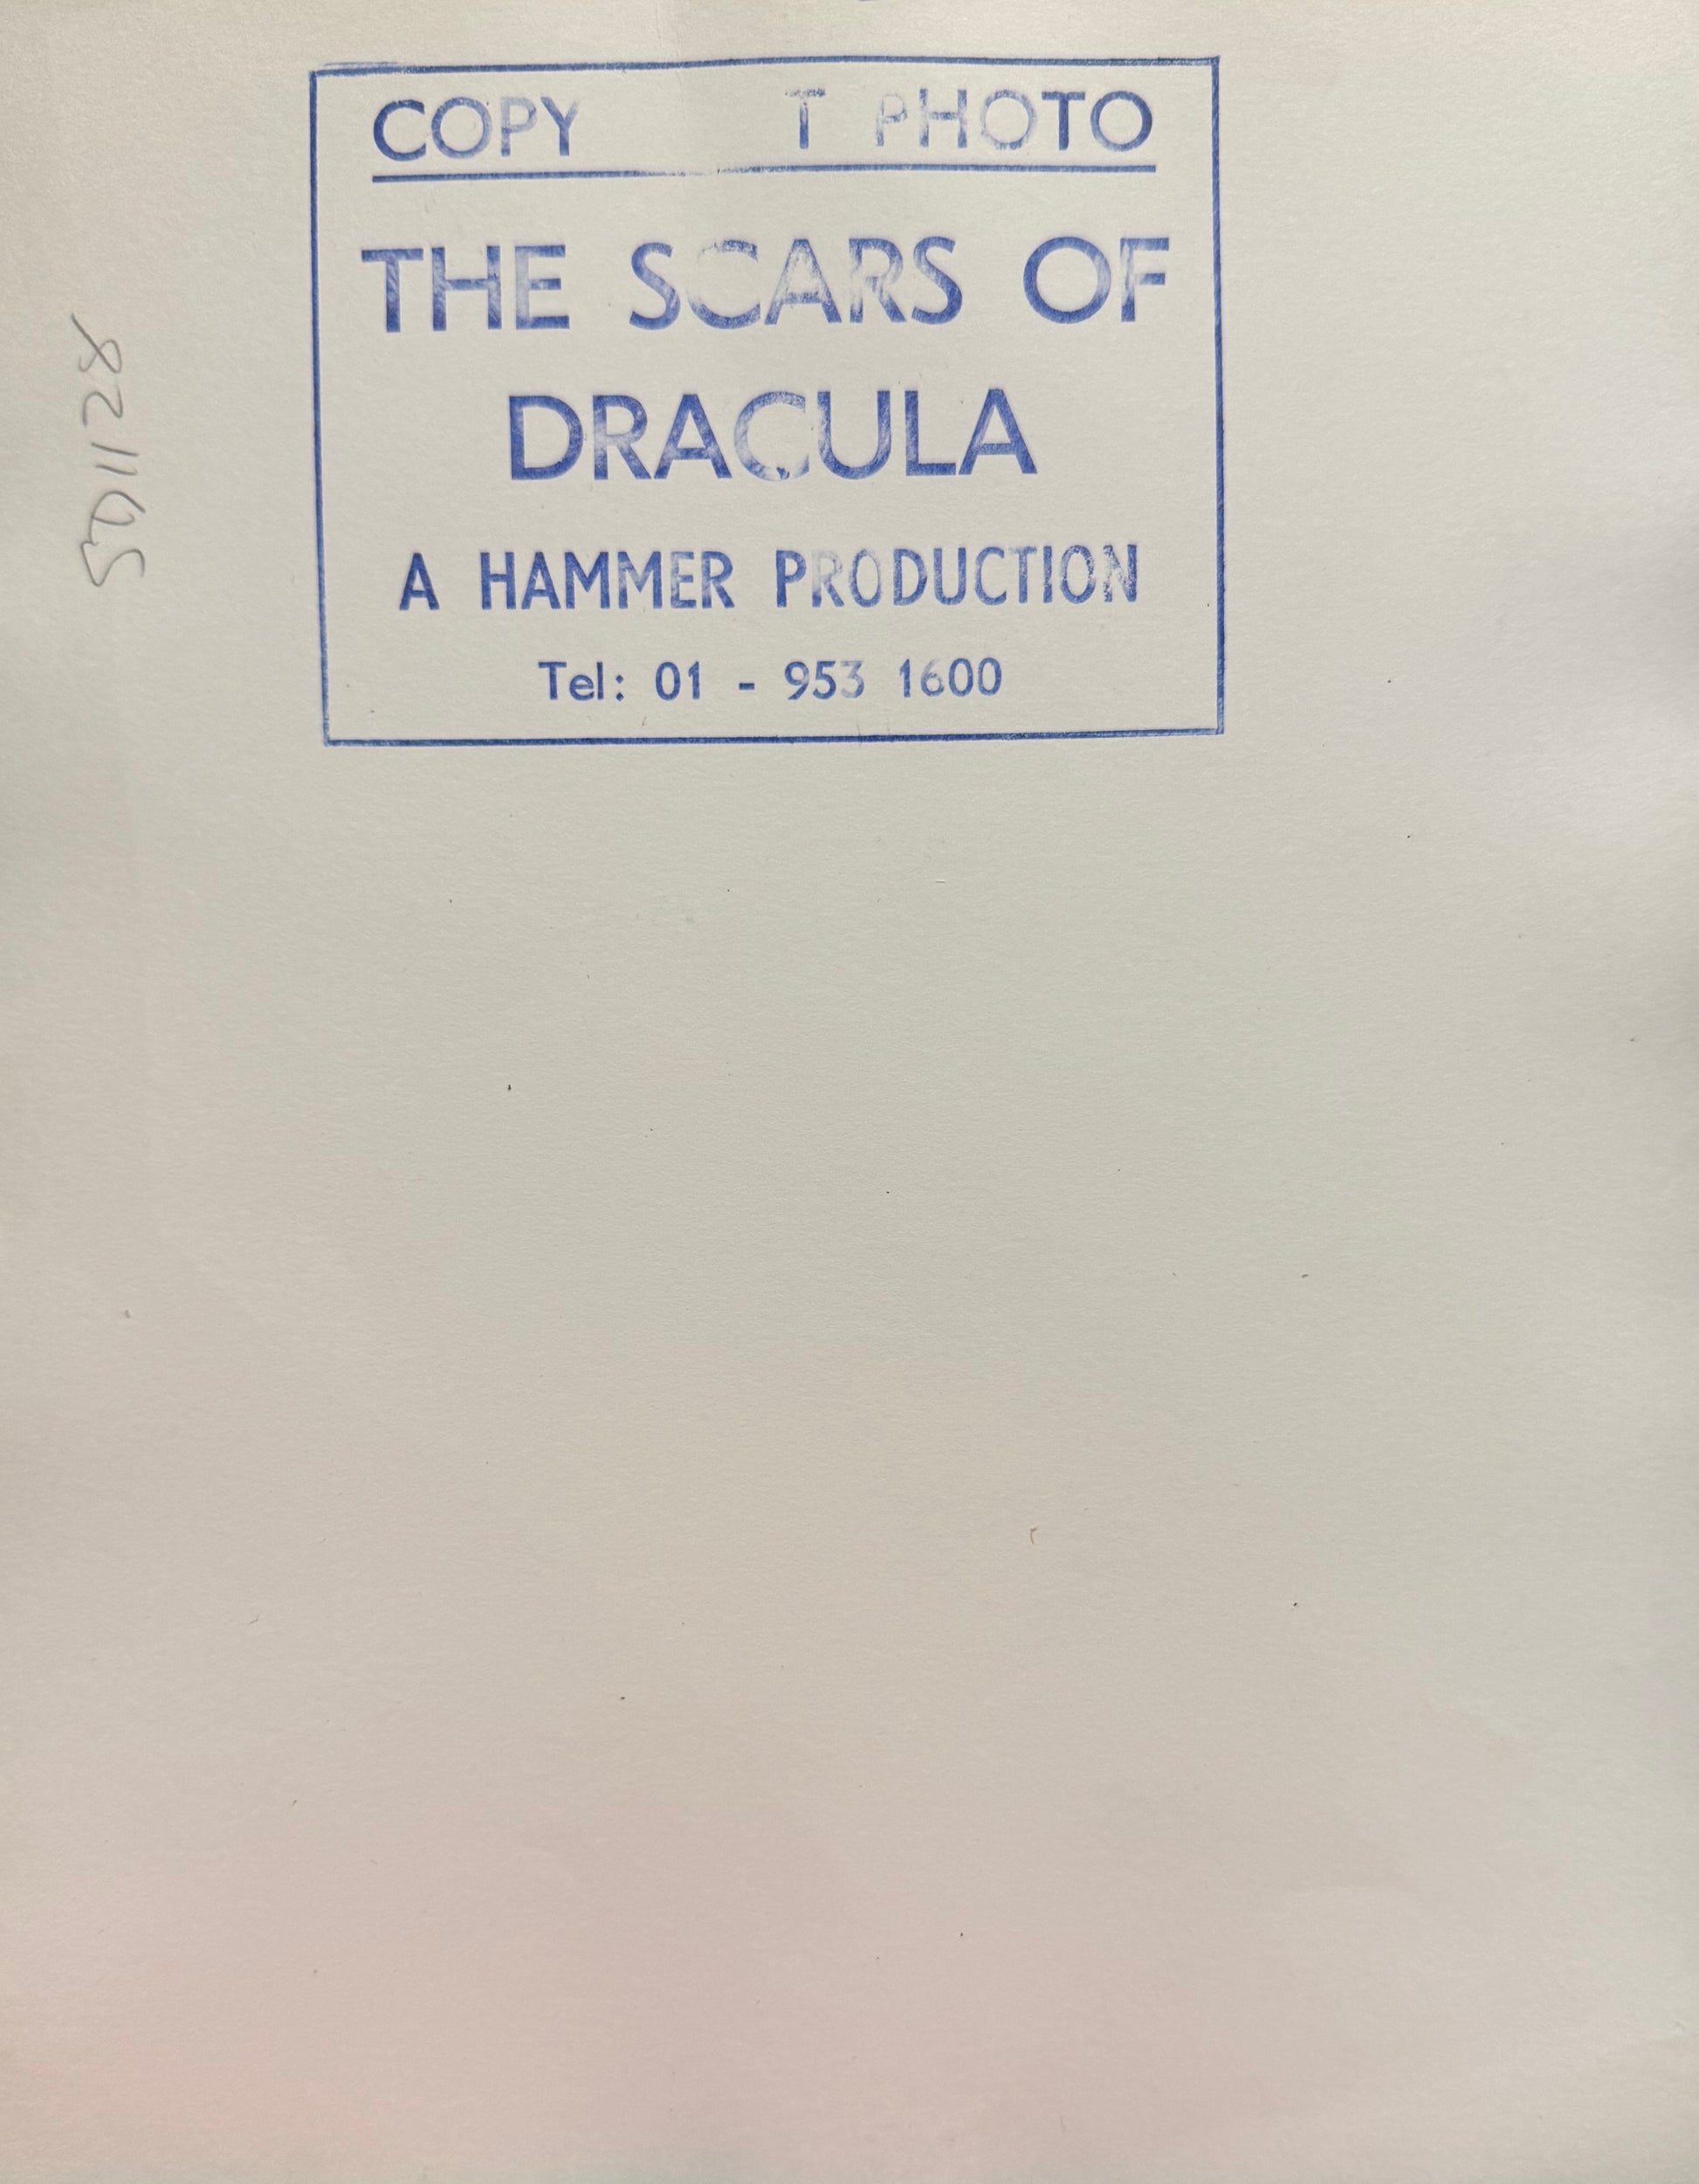 COPY T PHOTO
THE SCARS OF
DRACULA
A HAMMER PRODUCTION
Tel: 01 - 953 1600
SD1128